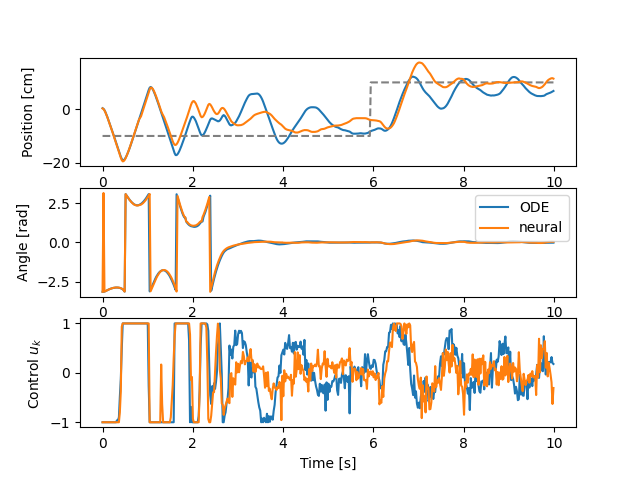 Position [cm]
0
−20
0 2 4 6 8 10
Angle [rad]
2.5
0.0
−2.5
ODE
neural
0 2 4 6 8 10
Control u_k
1
0
−1
0 2 4 6 8 10
Time [s]